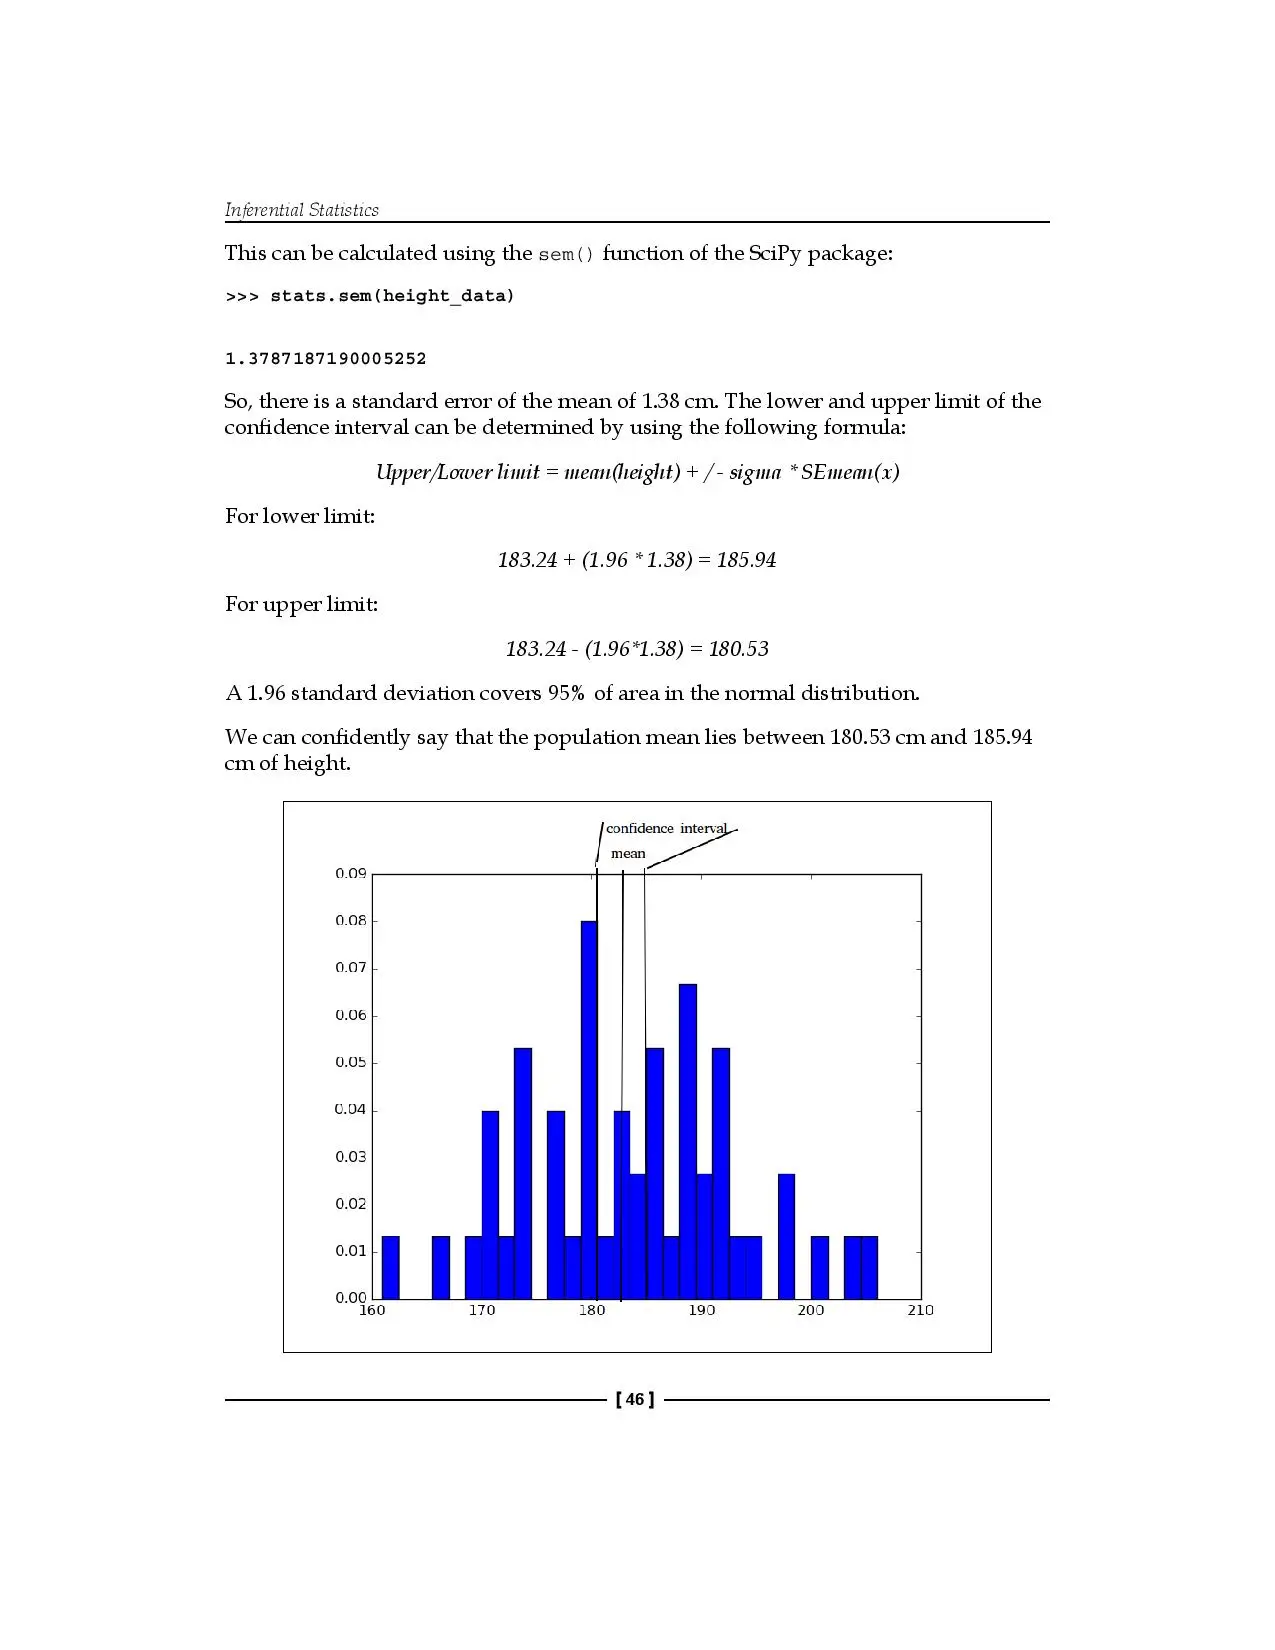 Inferential Statistics
This can be calculated using the sem() function of the SciPy package:
>>> stats.sem(height_data)
1.3787187190005252
So, there is a standard error of the mean of 1.38 cm. The lower and upper limit of the
confidence interval can be determined by using the following formula:
Upper/Lower limit = mean(height) + / - sigma * SEmean(x)
For lower limit:
183.24 + (1.96 * 1.38) = 185.94
For upper limit:
183.24 - (1.96*1.38) = 180.53
A 1.96 standard deviation covers 95% of area in the normal distribution.
We can confidently say that the population mean lies between 180.53 cm and 185.94
cm of height.
confidence interval
mean
0.09
0.08
0.07
0.06
0.05
0.04
0.03
0.02
0.01
0.00
160 170 180 190 200 210
[ 46 ]